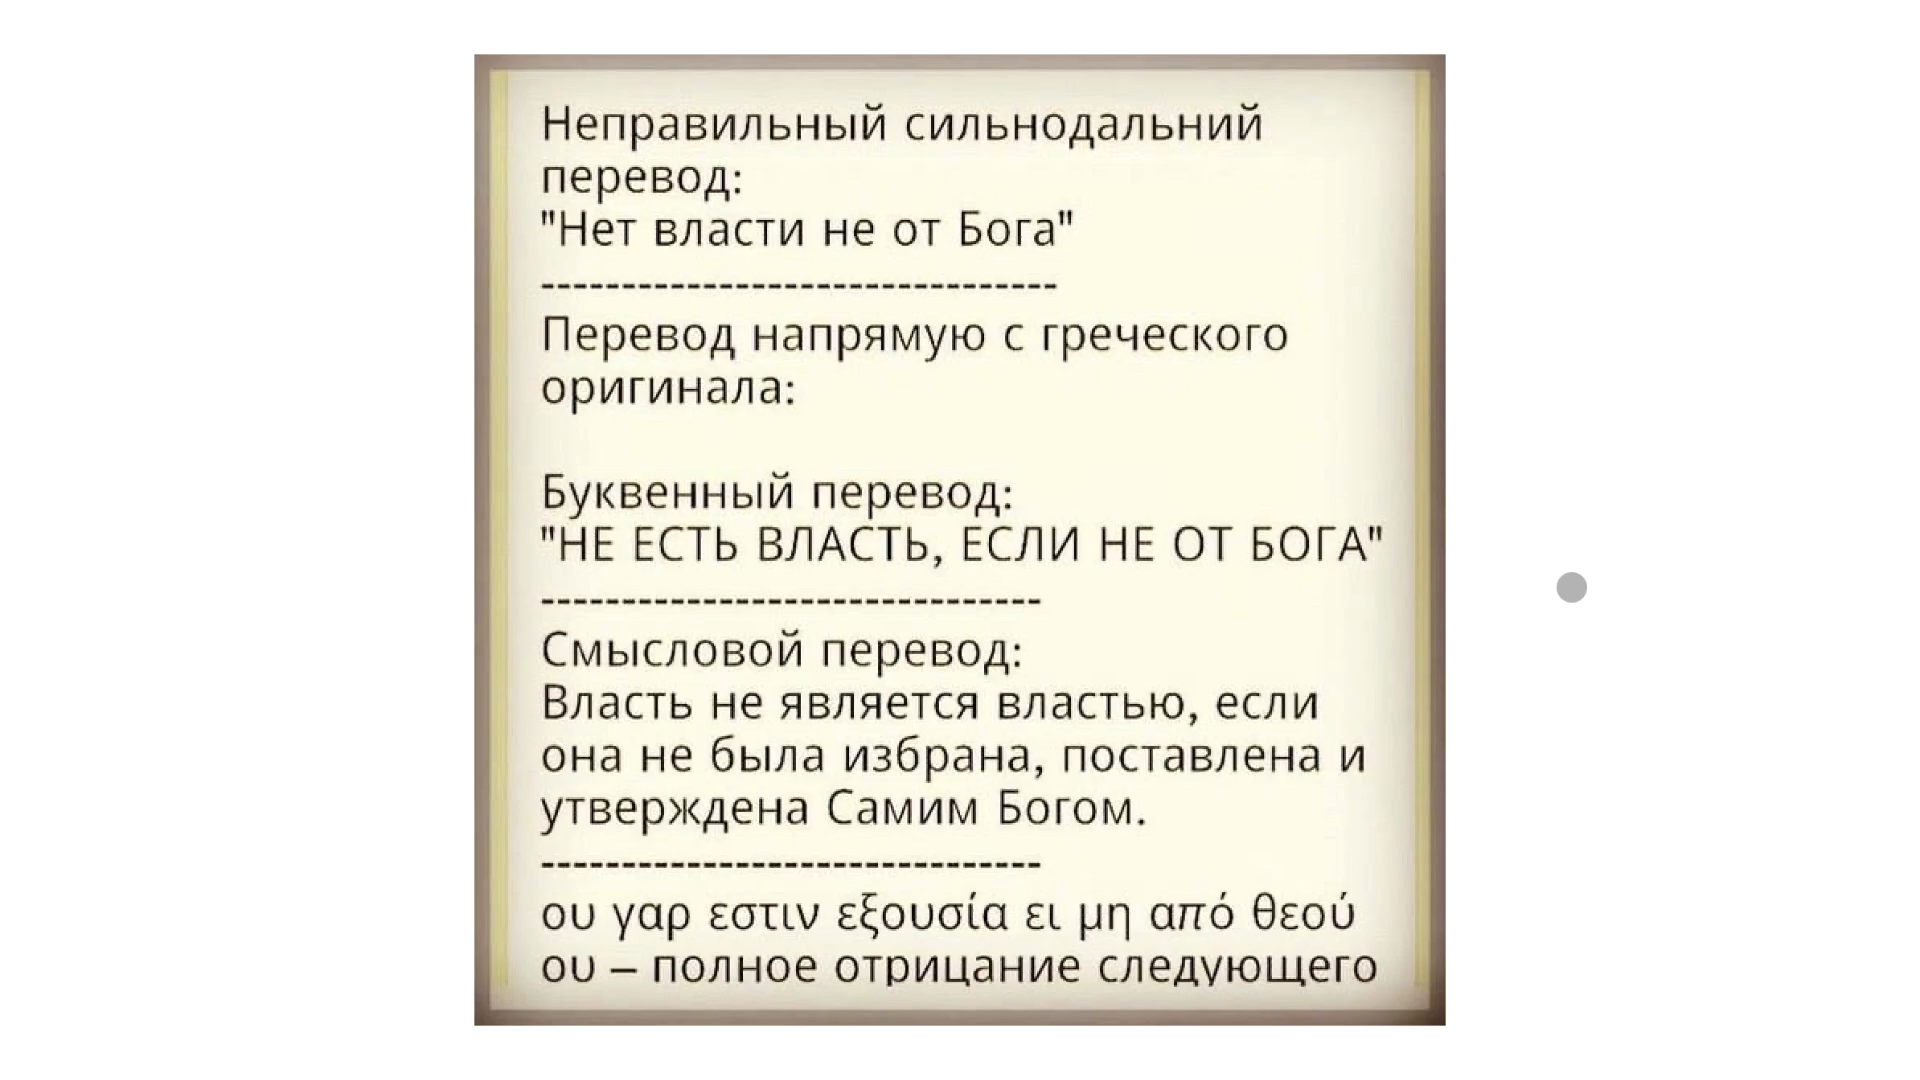 Неправильный сильнодальний
перевод:
"Нет власти не от Бога"
--------------------------------
Перевод напрямую с греческого
оригинала:
Буквенный перевод:
"НЕ ЕСТЬ ВЛАСТЬ, ЕСЛИ НЕ ОТ БОГА"
-------------------------------
Смысловой перевод:
Власть не является властью, если
она не была избрана, поставлена и
утверждена Самим Богом.
-------------------------------
ου γαρ εστιν εξουσία ει μη από θεού
ου – полное отрицание следующего